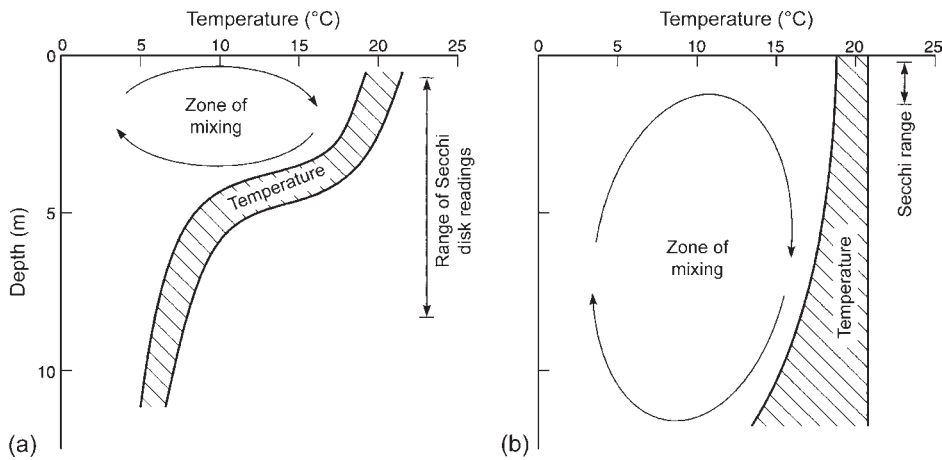 Temperature (°C)
0 5 10 15 20 25
0
5
10
Depth (m)
Zone of
mixing
Temperature
Range of Secchi
disk readings
(a)
Temperature (°C)
0 5 10 15 20 25
Zone of
mixing
Temperature
Secchi range
(b)